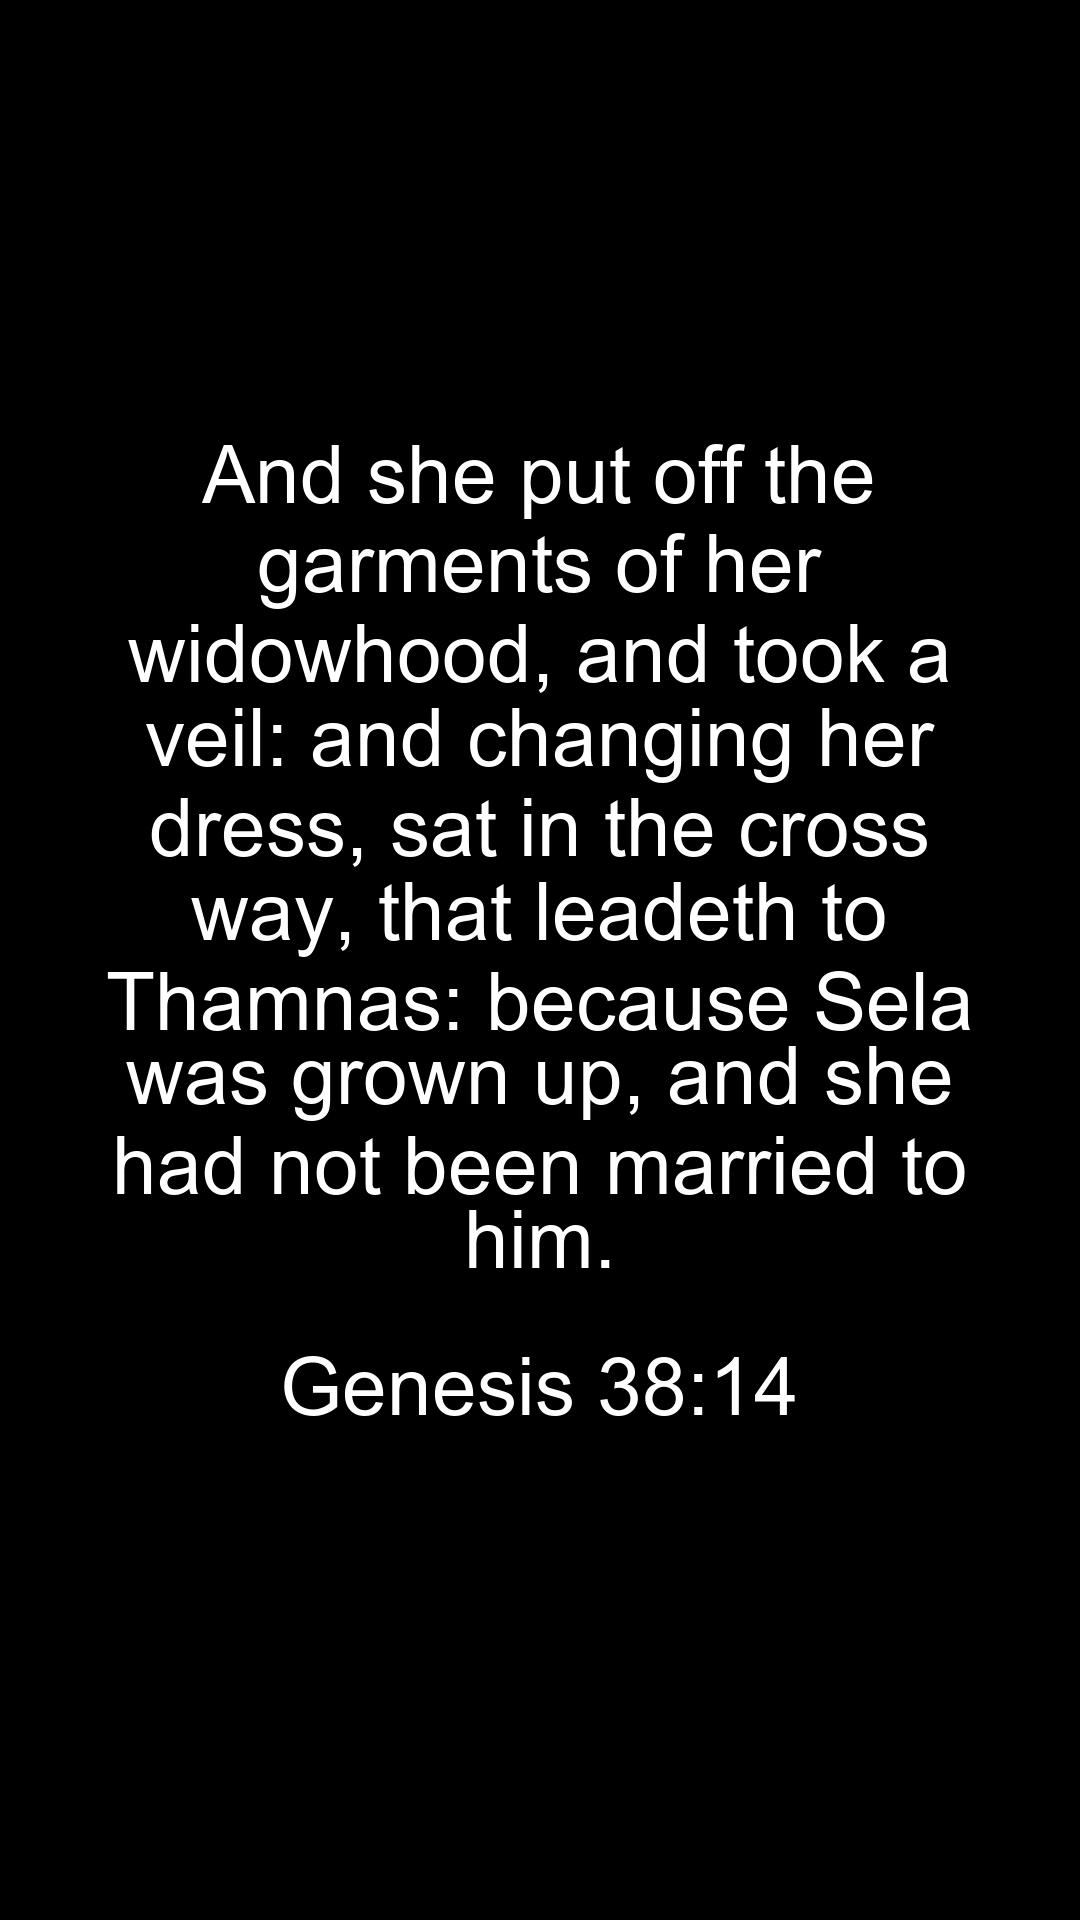 And she put off the
garments of her
widowhood, and took a
veil: and changing her
dress, sat in the cross
way, that leadeth to
Thamnas: because Sela
was grown up, and she
had not been married to
him.
Genesis 38:14